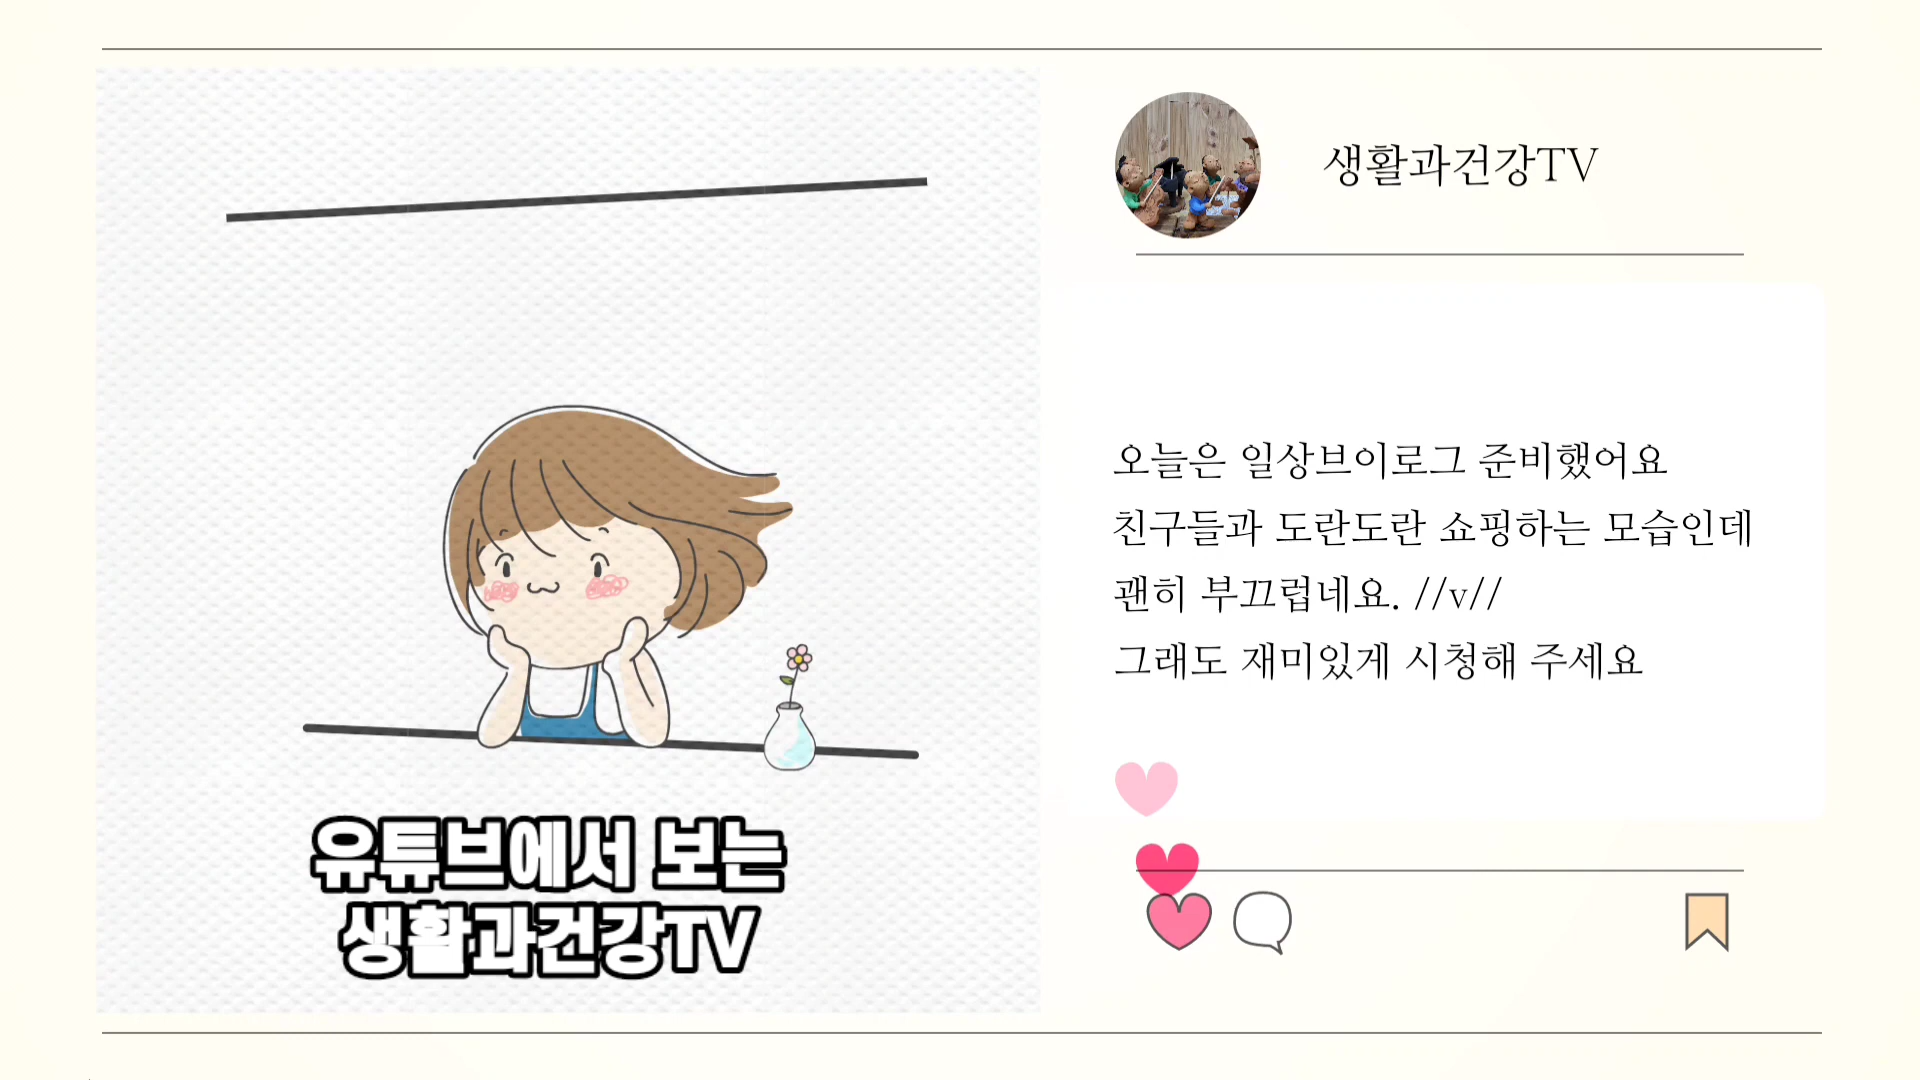 유튜브에서 보는
생활과건강TV
생활과건강TV
오늘은 일상브이로그 준비했어요
친구들과 도란도란 쇼핑하는 모습인데
괜히 부끄럽네요. //v//
그래도 재미있게 시청해 주세요